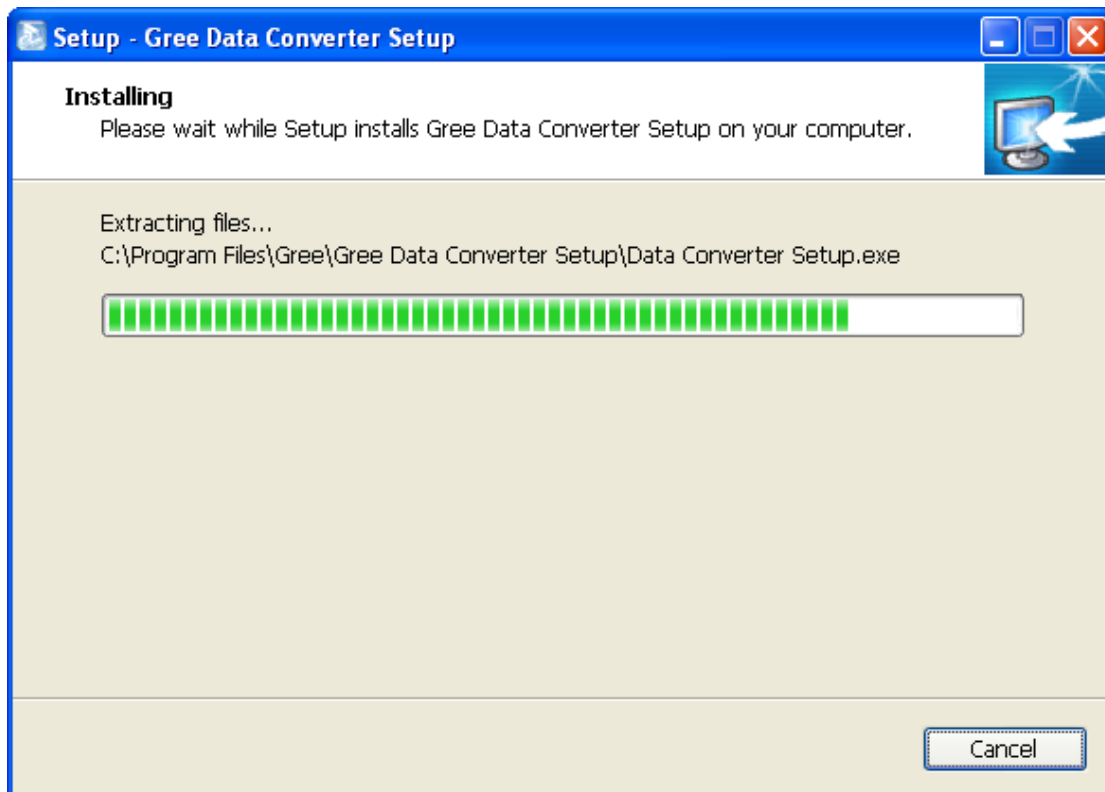 Setup - Gree Data Converter Setup
Installing
Please wait while Setup installs Gree Data Converter Setup on your computer.
Extracting files...
C:\Program Files\Gree\Gree Data Converter Setup\Data Converter Setup.exe
Cancel